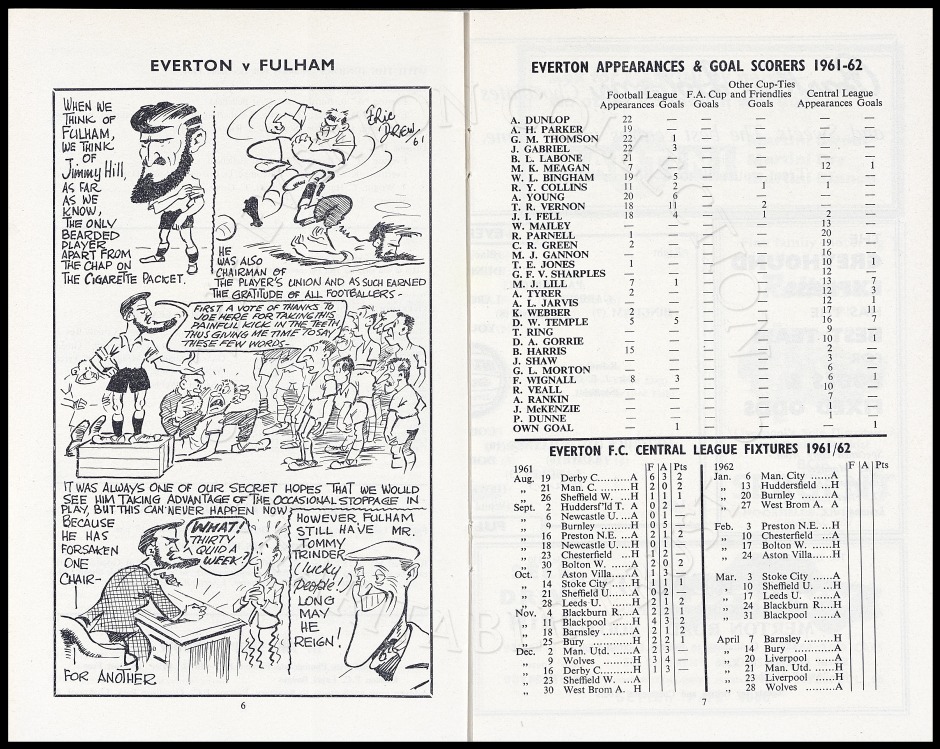 EVERTON v FULHAM
WHEN WE
THINK OF
FULHAM,
WE THINK
OF
Jimmy Hill,
AS FAR
AS WE
KNOW,
THE ONLY
BEARDED
PLAYER
APART FROM
THE CHAP ON
THE CIGARETTE PACKET.
ERIC
DREW/61
HE
WAS ALSO
CHAIRMAN OF
THE PLAYER'S UNION AND AS SUCH EARNED
THE GRATITUDE OF ALL FOOTBALLERS -
FIRST A VOTE OF THANKS TO
JOE HERE FOR TAKING THIS
PAINFUL KICK IN THE TEETH,
THUS GIVING ME TIME TO SAY
THESE FEW WORDS-
IT WAS ALWAYS ONE OF OUR SECRET HOPES THAT WE WOULD
SEE HIM TAKING ADVANTAGE OF THE OCCASIONAL STOPPAGE IN
PLAY, BUT THIS CAN NEVER HAPPEN NOW
BECAUSE
HE HAS
FORSAKEN
ONE
CHAIR-
WHAT!
THIRTY
QUID A
WEEK?
FOR ANOTHER
HOWEVER, FULHAM
STILL HAVE MR.
TOMMY
TRINDER
(lucky
people!)
LONG
MAY
HE
REIGN!
6
EVERTON APPEARANCES & GOAL SCORERS 1961-62
Other Cup-Ties
Football League F.A. Cup and Friendlies Central League
Appearances Goals Goals Goals Appearances Goals
A. DUNLOP 22 — — — — —
A. H. PARKER 19 — — — — —
G. M. THOMSON 22 1 — — — —
J. GABRIEL 22 3 — — — —
B. L. LABONE 21 — — — — —
M. K. MEAGAN 7 — — — 12 1
W. L. BINGHAM 19 5 — — — —
R. Y. COLLINS 11 2 — 1 1 —
A. YOUNG 20 6 — — — —
T. R. VERNON 18 11 — 2 — —
J. I. FELL 18 4 — 1 2 —
W. MAILEY — — — — 13 —
R. PARNELL 1 — — — 20 —
C. R. GREEN 2 — — — 19 —
M. J. GANNON — — — — 16 —
T. E. JONES 1 — — — 10 1
G. F. V. SHARPLES — — — — 12 —
M. J. LILL 7 1 — — 13 7
A. TYRER 2 — — — 12 3
A. L. JARVIS — — — — 12 1
K. WEBBER 2 — — — 17 11
D. W. TEMPLE 5 5 — — 16 7
T. RING — — — — 9 —
D. A. GORRIE — — — — 10 1
B. HARRIS 15 — — — 2 —
J. SHAW — — — — 3 —
G. L. MORTON — — — — 6 —
F. WIGNALL 8 3 — — 6 1
R. VEALL — — — — 10 —
A. RANKIN — — — — 7 —
J. McKENZIE — — — —
P. DUNNE — — — — 1 —
OWN GOAL — 1 — — — 1
EVERTON F.C. CENTRAL LEAGUE FIXTURES 1961/62
1961 F A Pts
Aug. 19 Derby C..........A 6 3 2
,, 21 Man. C. ........H 2 0 2
,, 26 Sheffield W. ...H 1 1 1
Sept. 2 Huddersf'ld T. A 0 2 —
,, 6 Newcastle U. ...A 0 1 —
,, 9 Burnley .........H 0 5 —
,, 16 Preston N.E. ...A 2 1 2
,, 18 Newcastle U. ...H 0 1 —
,, 23 Chesterfield ...H 1 2 —
,, 30 Bolton W. ......A 2 0 2
Oct. 7 Aston Villa......A 1 3 —
,, 14 Stoke City ......H 1 1 1
,, 21 Sheffield U.......A 0 2 —
,, 28 Leeds U. .........H 2 1 2
Nov. 4 Blackburn R....A 2 2 1
,, 11 Blackpool ......H 4 3 2
,, 18 Barnsley .........A 2 1 2
,, 25 Bury ............H 2 2 1
Dec. 2 Man. Utd. ......A 2 3 —
,, 9 Wolves .........H 3 4 —
,, 16 Derby C..........H 1 3 —
,, 23 Sheffield W. ...A
,, 30 West Brom A. H
1962 F A Pts
Jan. 6 Man. City ......A
,, 13 Huddersfield ...H
,, 20 Burnley .........A
,, 27 West Brom A. A
Feb. 3 Preston N.E. ...H
,, 10 Chesterfield ...A
,, 17 Bolton W. ......H
,, 24 Aston Villa......H
Mar. 3 Stoke City ......A
,, 10 Sheffield U. ...H
,, 17 Leeds U. .........A
,, 24 Blackburn R....H
,, 31 Blackpool ......A
April 7 Barnsley .........H
,, 14 Bury ............A
,, 20 Liverpool ......A
,, 21 Man. Utd. ......H
,, 23 Liverpool ......H
,, 28 Wolves .........A
7